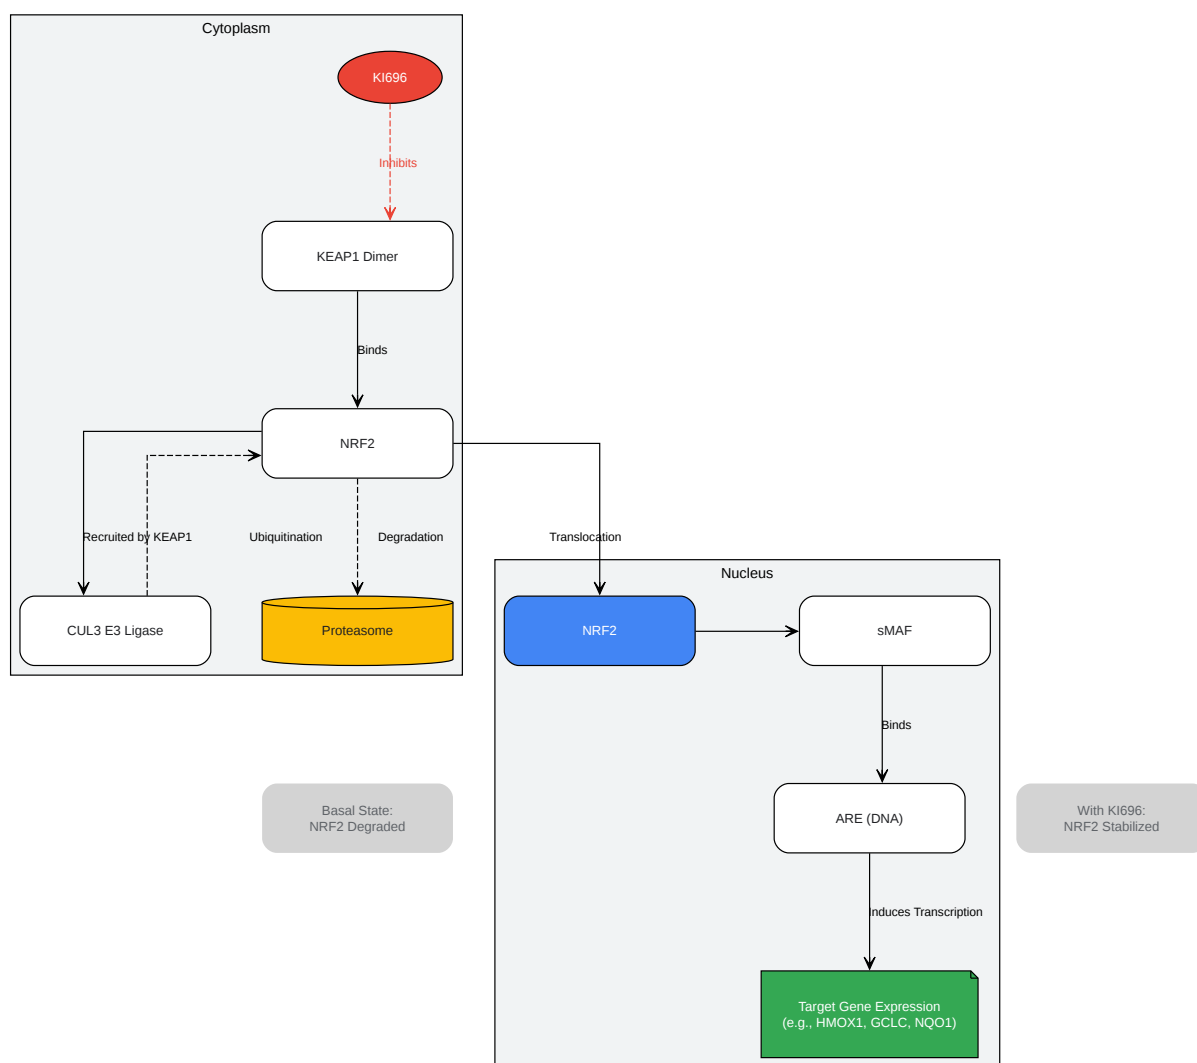 Cytoplasm
KI696
Inhibits
KEAP1 Dimer
Binds
NRF2
Recruited by KEAP1
Ubiquitination
Degradation
Translocation
CUL3 E3 Ligase
Proteasome
Nucleus
NRF2
sMAF
Binds
Basal State:
NRF2 Degraded
ARE (DNA)
With KI696:
NRF2 Stabilized
Induces Transcription
Target Gene Expression
(e.g., HMOX1, GCLC, NQO1)